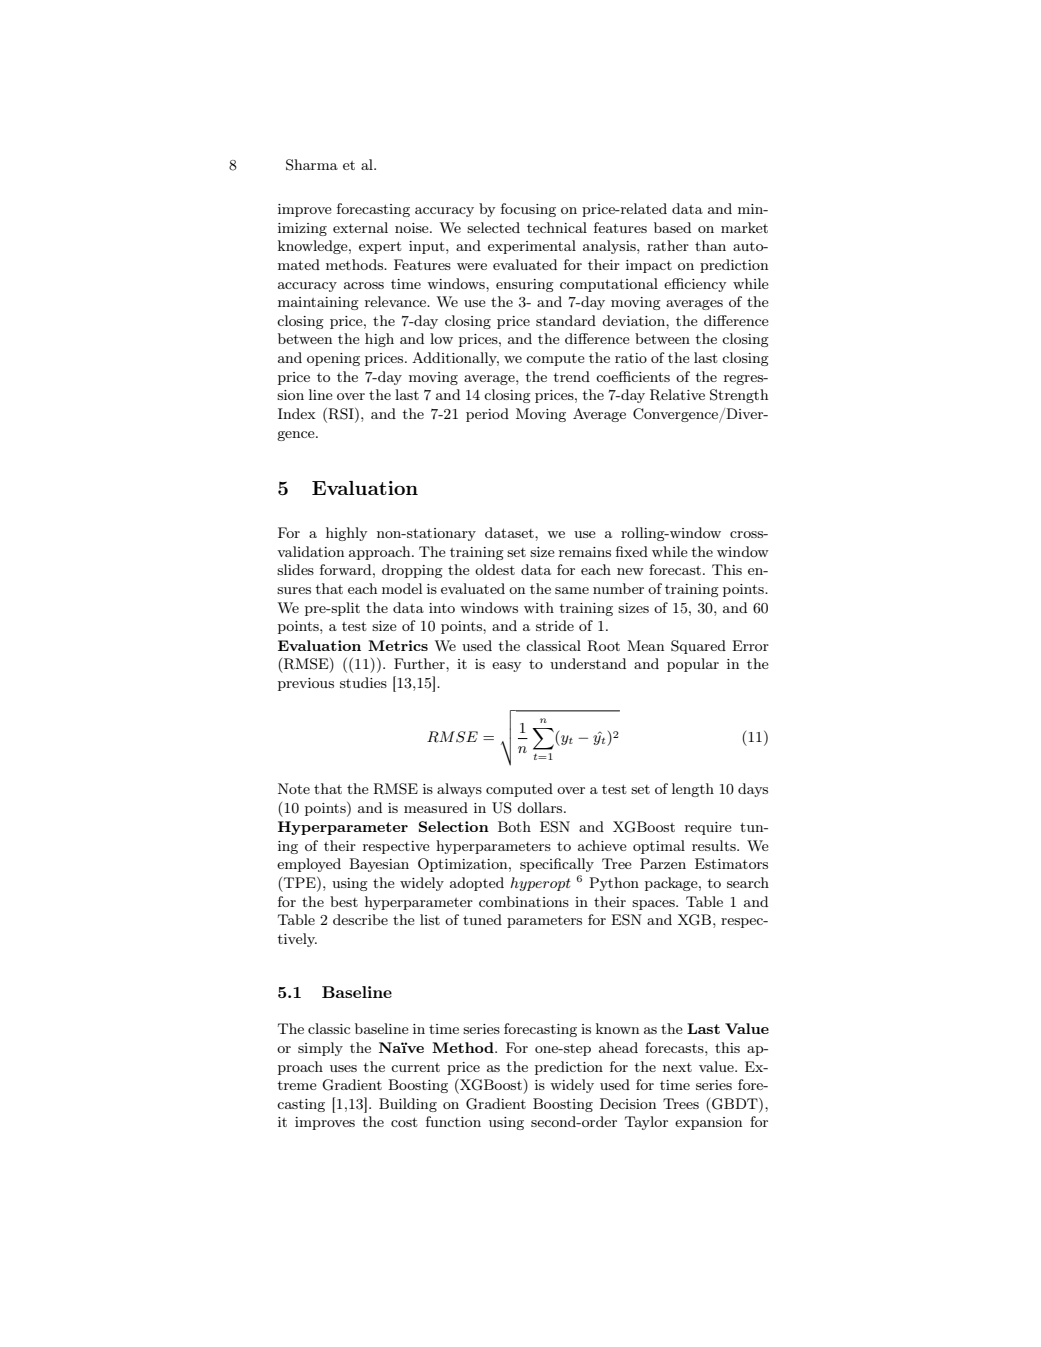 8 Sharma et al.
improve forecasting accuracy by focusing on price-related data and min-
imizing external noise. We selected technical features based on market
knowledge, expert input, and experimental analysis, rather than auto-
mated methods. Features were evaluated for their impact on prediction
accuracy across time windows, ensuring computational efficiency while
maintaining relevance. We use the 3- and 7-day moving averages of the
closing price, the 7-day closing price standard deviation, the difference
between the high and low prices, and the difference between the closing
and opening prices. Additionally, we compute the ratio of the last closing
price to the 7-day moving average, the trend coefficients of the regres-
sion line over the last 7 and 14 closing prices, the 7-day Relative Strength
Index (RSI), and the 7-21 period Moving Average Convergence/Diver-
gence.
5 Evaluation
For a highly non-stationary dataset, we use a rolling-window cross-
validation approach. The training set size remains fixed while the window
slides forward, dropping the oldest data for each new forecast. This en-
sures that each model is evaluated on the same number of training points.
We pre-split the data into windows with training sizes of 15, 30, and 60
points, a test size of 10 points, and a stride of 1.
Evaluation Metrics We used the classical Root Mean Squared Error
(RMSE) ((11)). Further, it is easy to understand and popular in the
previous studies [13,15].
RMSE = √(1/n ∑_{t=1}^{n} (y_t − ŷ_t)²) (11)
Note that the RMSE is always computed over a test set of length 10 days
(10 points) and is measured in US dollars.
Hyperparameter Selection Both ESN and XGBoost require tun-
ing of their respective hyperparameters to achieve optimal results. We
employed Bayesian Optimization, specifically Tree Parzen Estimators
(TPE), using the widely adopted hyperopt ⁶ Python package, to search
for the best hyperparameter combinations in their spaces. Table 1 and
Table 2 describe the list of tuned parameters for ESN and XGB, respec-
tively.
5.1 Baseline
The classic baseline in time series forecasting is known as the Last Value
or simply the Naïve Method. For one-step ahead forecasts, this ap-
proach uses the current price as the prediction for the next value. Ex-
treme Gradient Boosting (XGBoost) is widely used for time series fore-
casting [1,13]. Building on Gradient Boosting Decision Trees (GBDT),
it improves the cost function using second-order Taylor expansion for